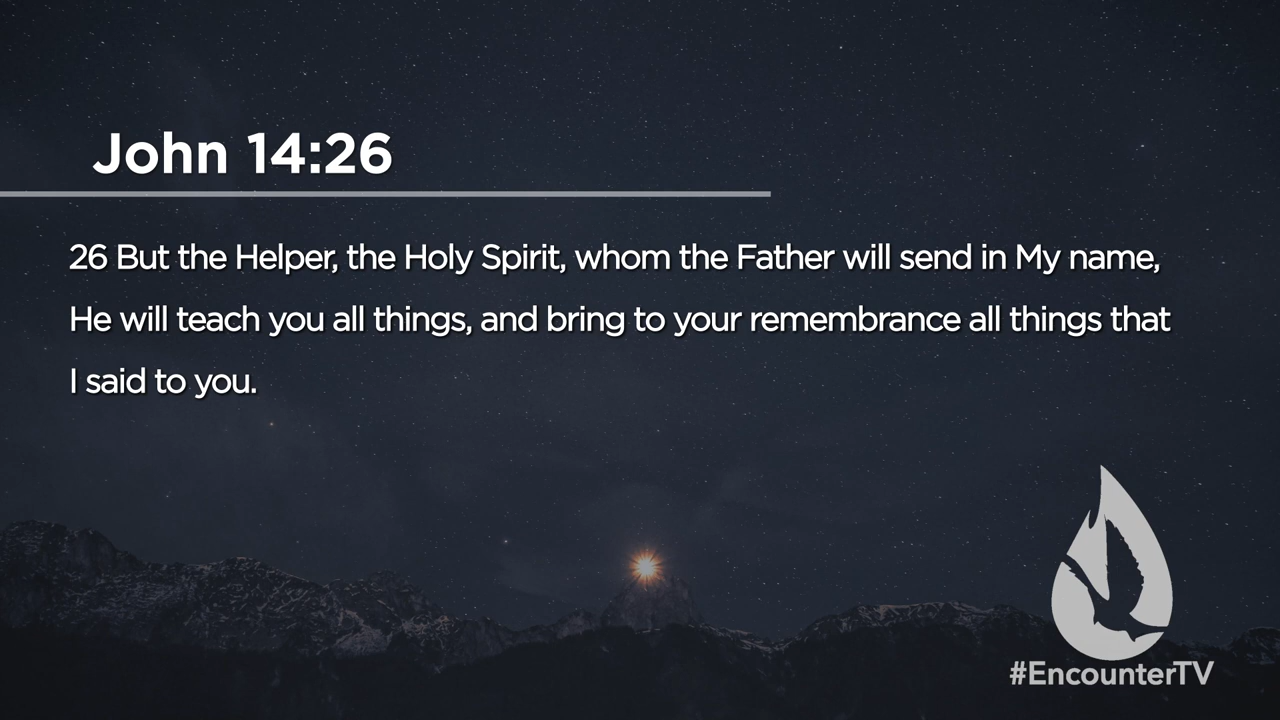 John 14:26
26 But the Helper, the Holy Spirit, whom the Father will send in My name,
He will teach you all things, and bring to your remembrance all things that
I said to you.
#EncounterTV